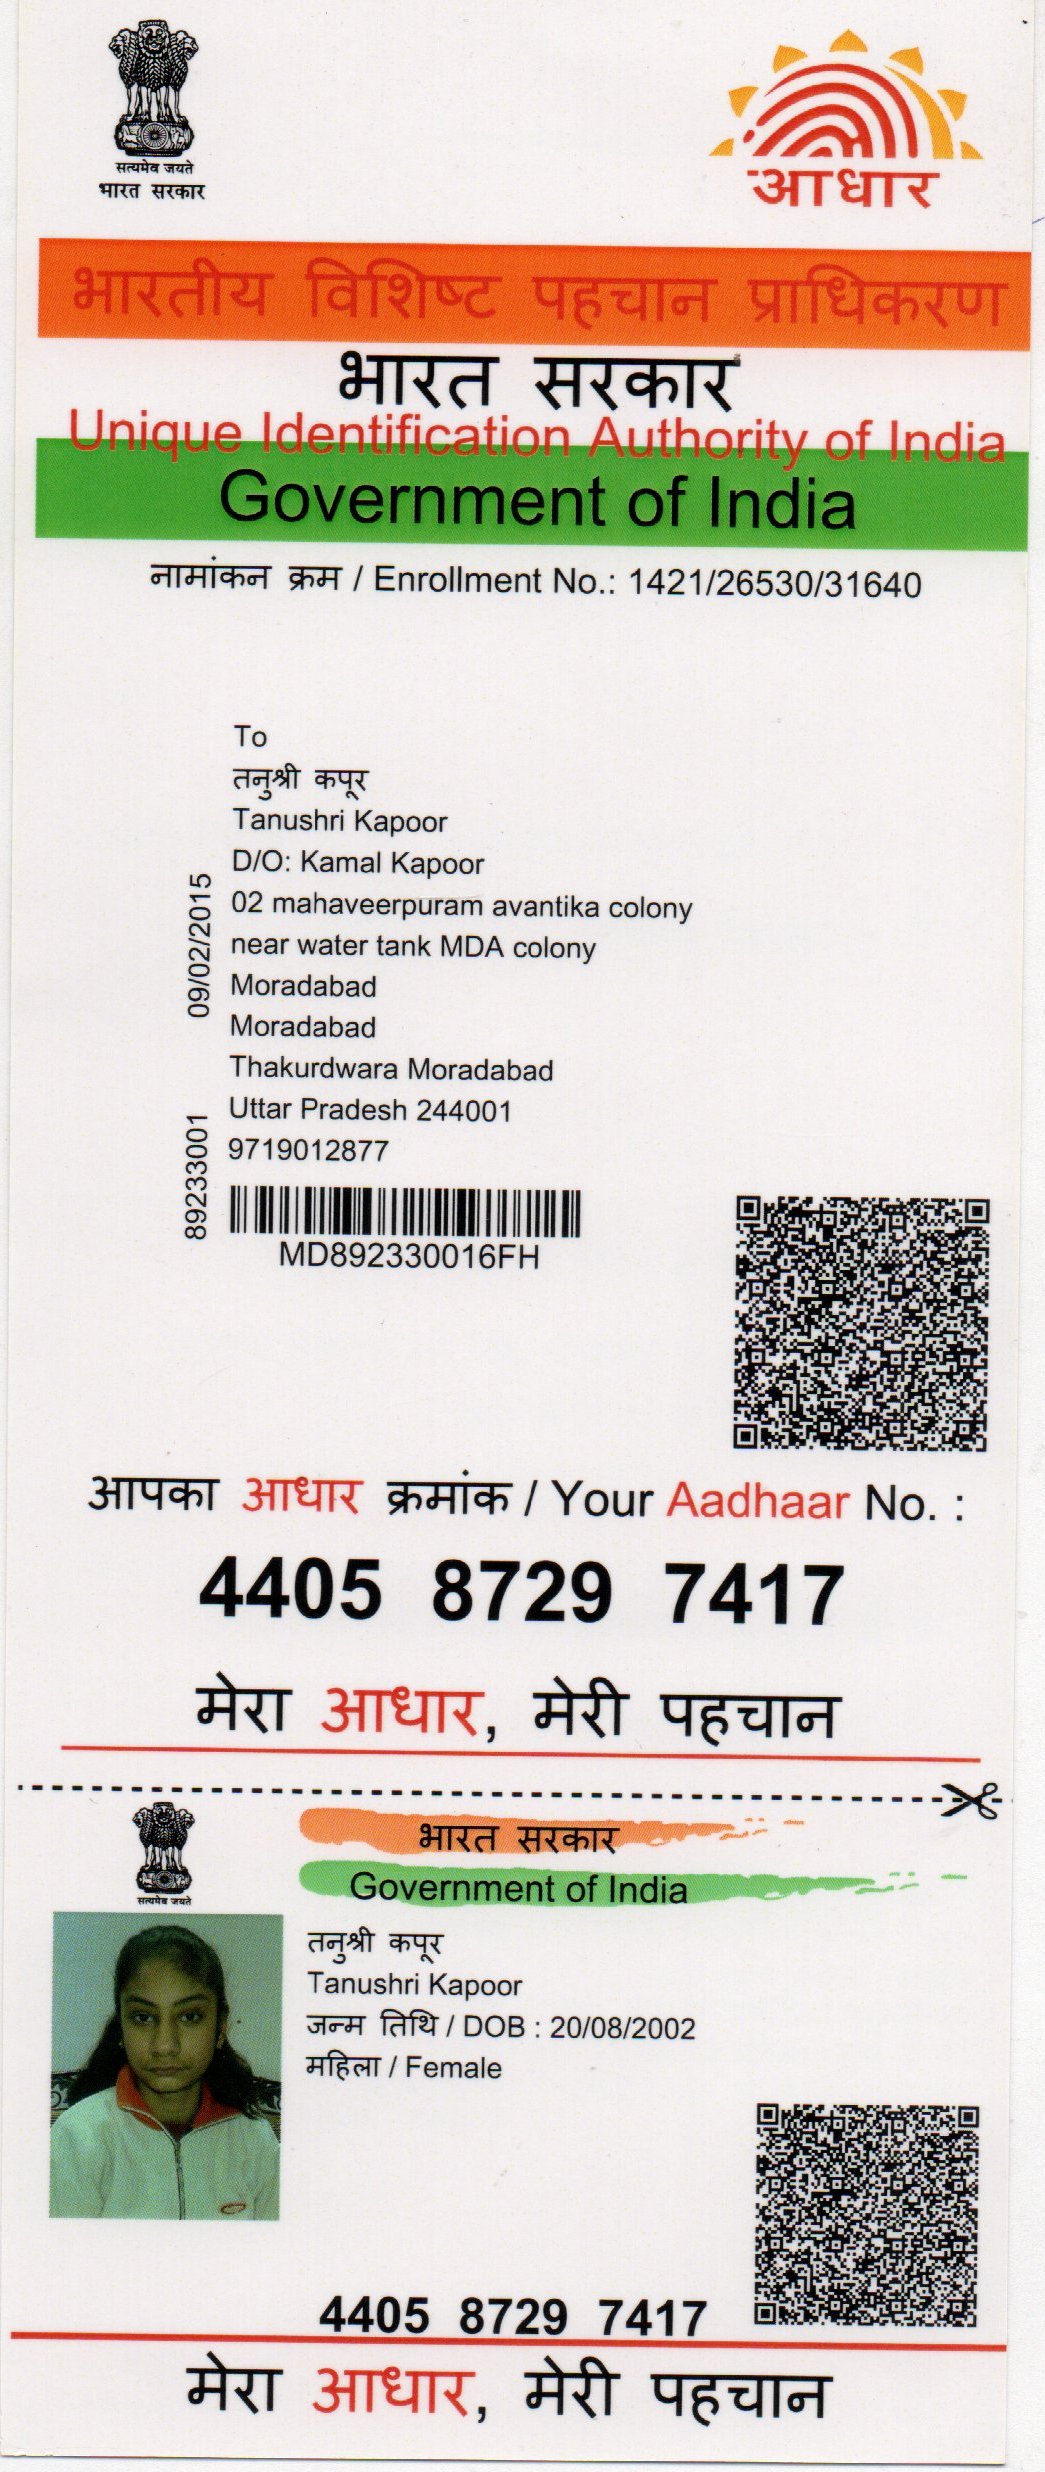 सत्यमेव जयते
भारत सरकार
आधार
भारतीय विशिष्ट पहचान प्राधिकरण
भारत सरकार
Unique Identification Authority of India
Government of India
नामांकन क्रम / Enrollment No.: 1421/26530/31640
To
तनुश्री कपूर
Tanushri Kapoor
D/O: Kamal Kapoor
02 mahaveerpuram avantika colony
near water tank MDA colony
Moradabad
Moradabad
Thakurdwara Moradabad
Uttar Pradesh 244001
9719012877
09/02/2015
89233001
MD892330016FH
आपका आधार क्रमांक / Your Aadhaar No. :
4405 8729 7417
मेरा आधार, मेरी पहचान
सत्यमेव जयते
भारत सरकार
Government of India
तनुश्री कपूर
Tanushri Kapoor
जन्म तिथि / DOB : 20/08/2002
महिला / Female
4405 8729 7417
मेरा आधार, मेरी पहचान